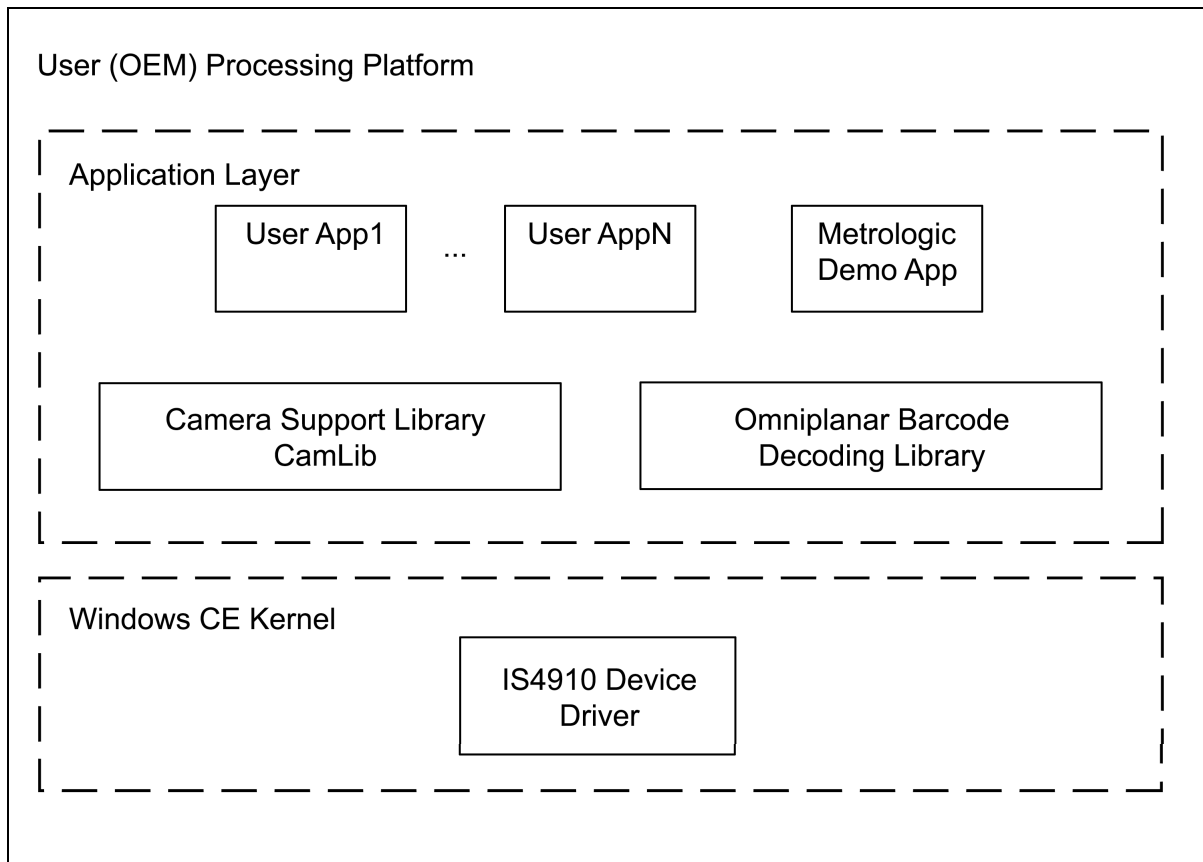 User (OEM) Processing Platform
Application Layer
User App1
...
User AppN
Metrologic
Demo App
Camera Support Library
CamLib
Omniplanar Barcode
Decoding Library
Windows CE Kernel
IS4910 Device
Driver